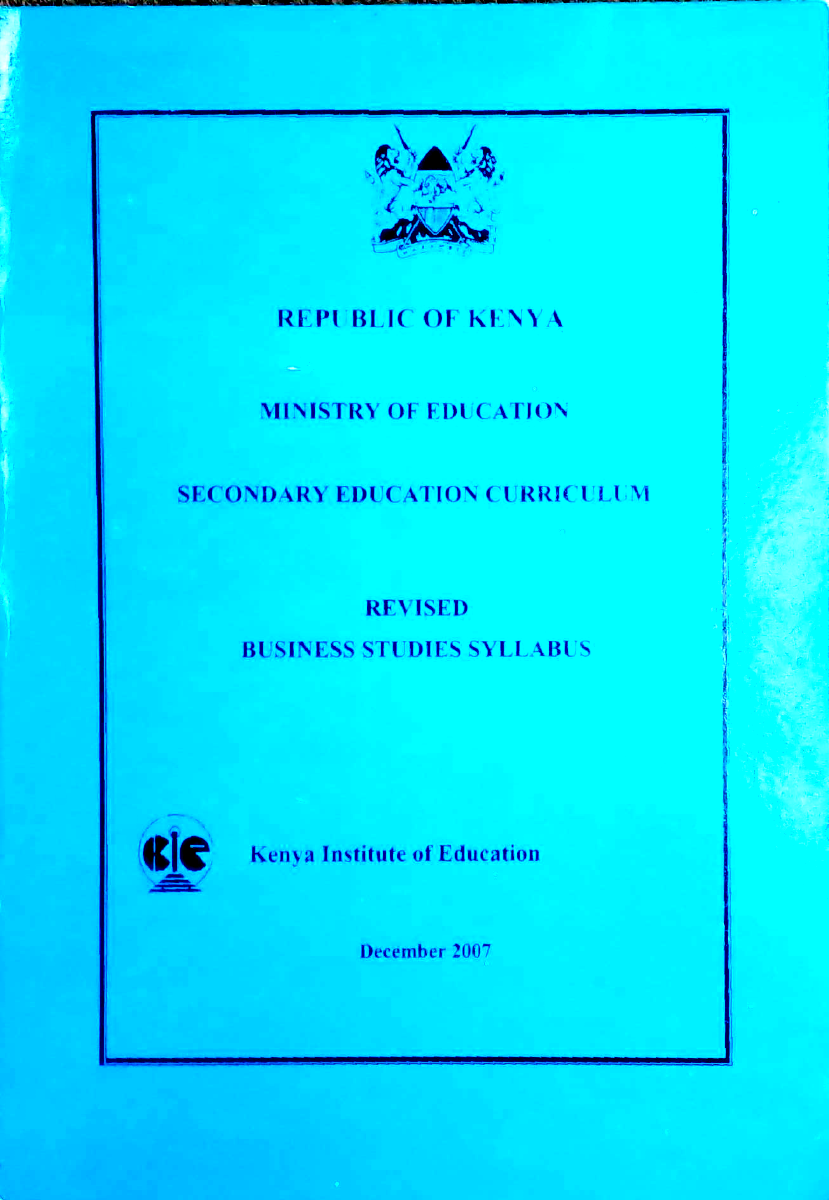 REPUBLIC OF KENYA
MINISTRY OF EDUCATION
SECONDARY EDUCATION CURRICULUM
REVISED
BUSINESS STUDIES SYLLABUS
KIE
Kenya Institute of Education
December 2007